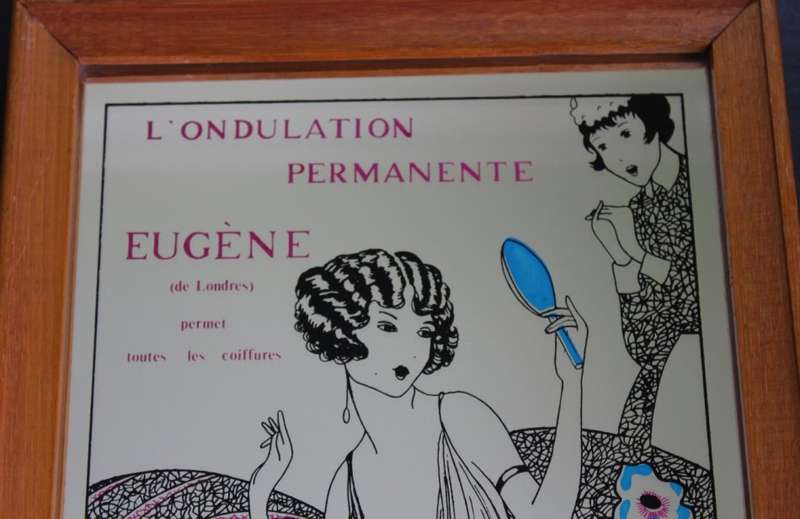 L'ONDULATION
PERMANENTE
EUGÈNE
(de Londres)
permet
toutes les coiffures